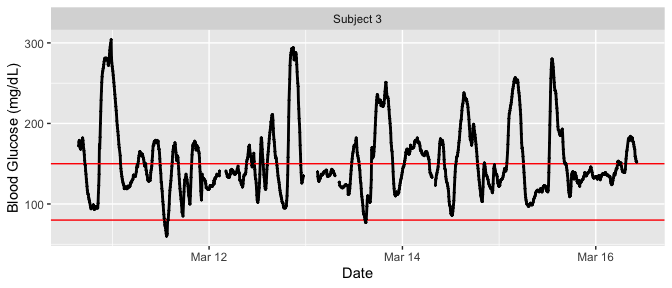 Subject 3
Blood Glucose (mg/dL)
300
200
100
Mar 12
Mar 14
Mar 16
Date